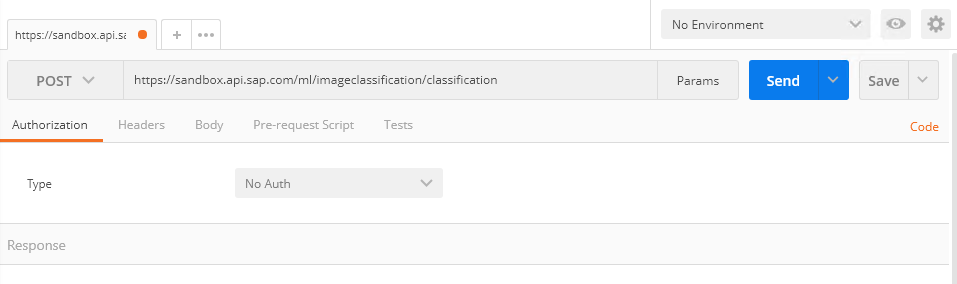 https://sandbox.api.sa
No Environment
POST https://sandbox.api.sap.com/ml/imageclassification/classification Params Send Save
Authorization Headers Body Pre-request Script Tests Code
Type No Auth
Response